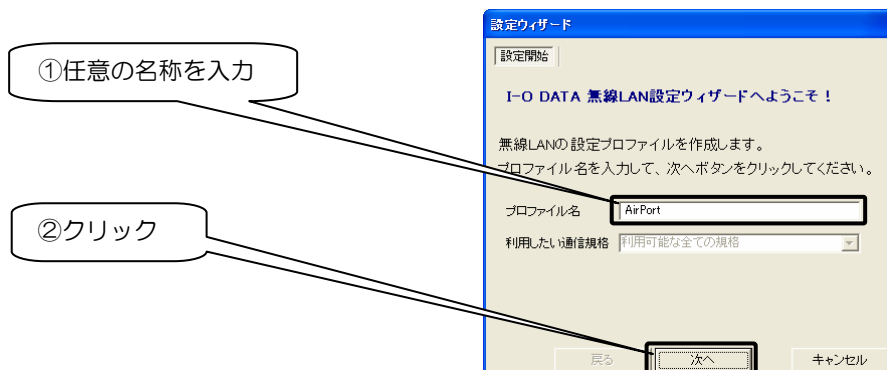 設定ウィザード
設定開始
①任意の名称を入力
I-O DATA 無線LAN設定ウィザードへようこそ！
無線LANの設定プロファイルを作成します。
プロファイル名を入力して、次へボタンをクリックしてください。
プロファイル名 AirPort
②クリック
利用したい通信規格 利用可能な全ての規格
戻る 次へ キャンセル